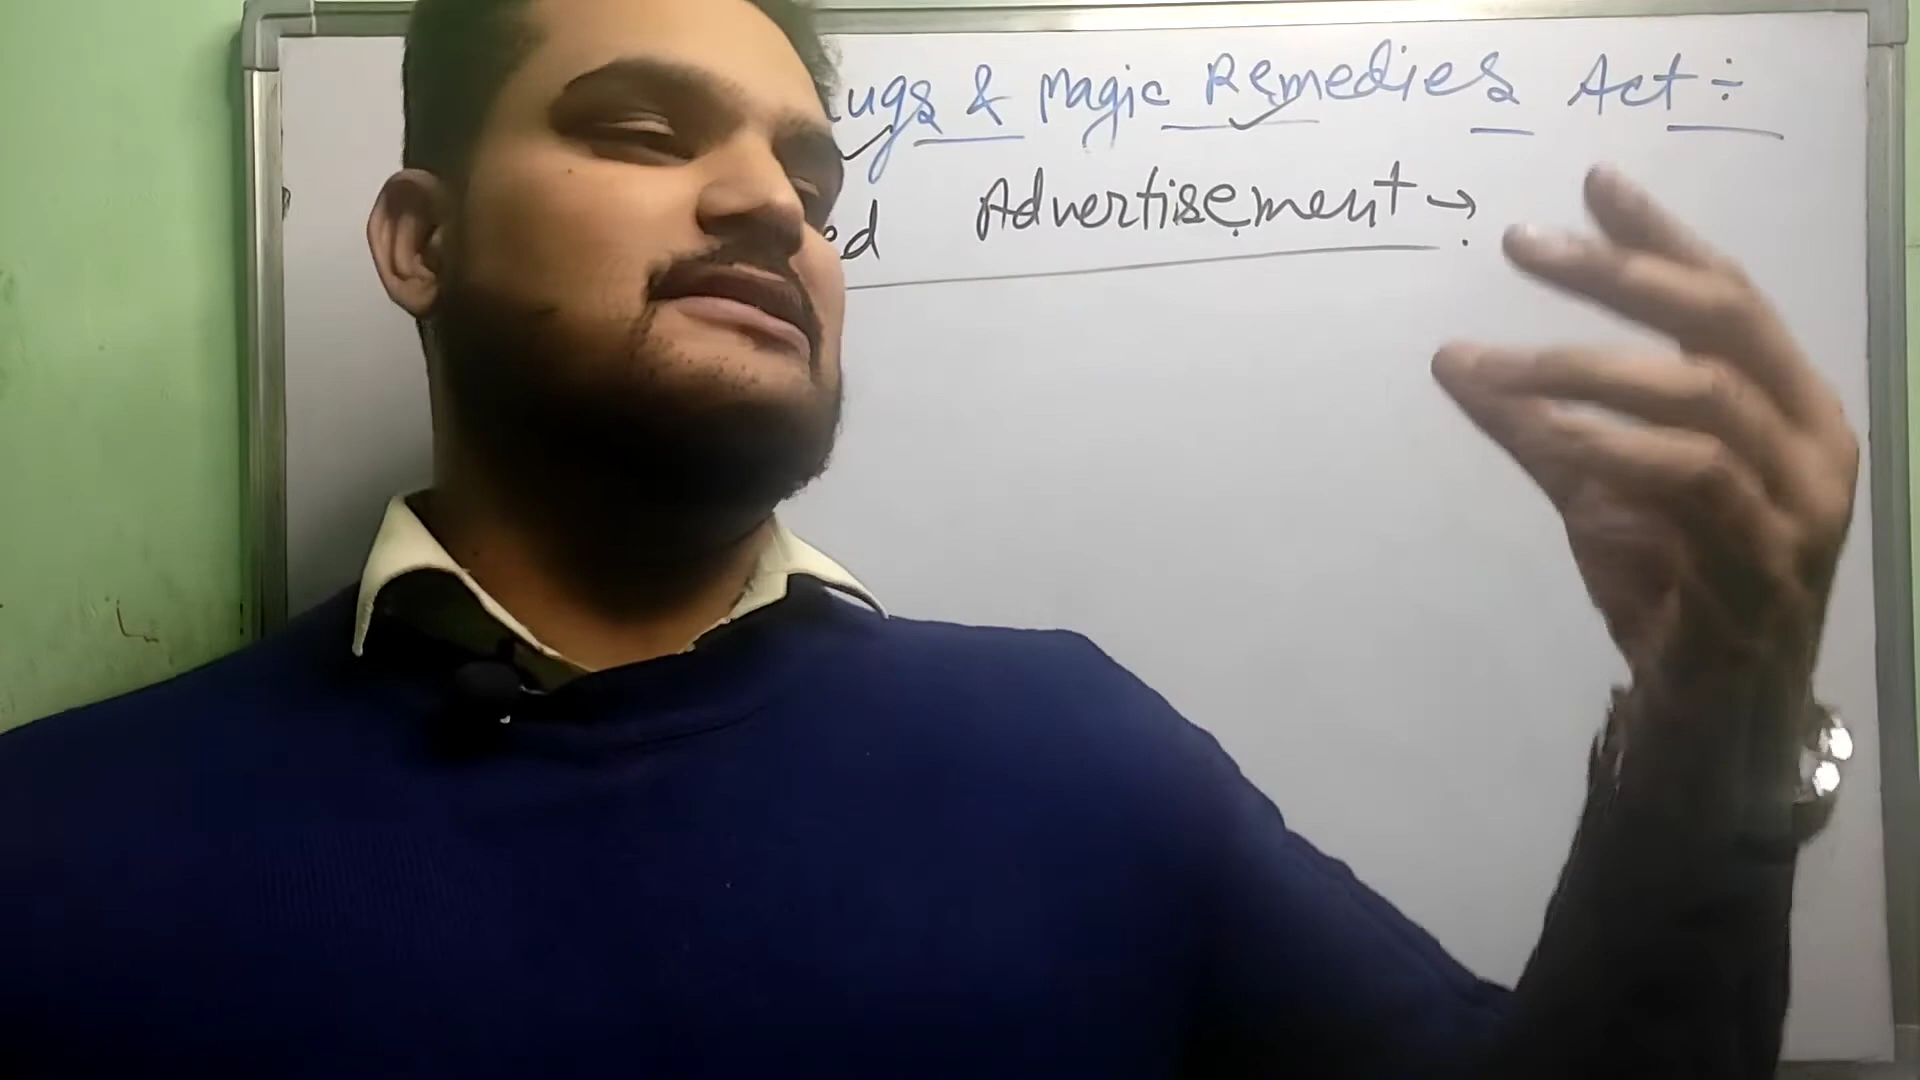 ugs & Magic Remedies Act ÷
ed Advertisement →